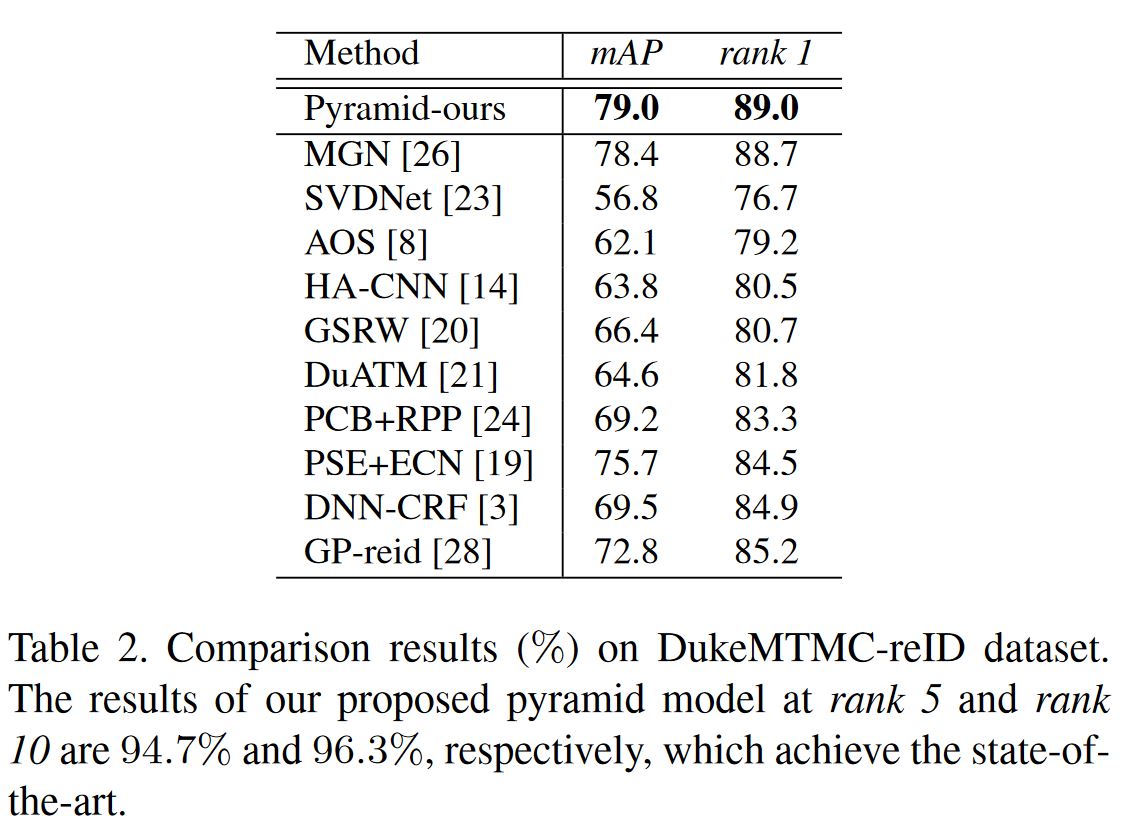 Method mAP rank 1
Pyramid-ours 79.0 89.0
MGN [26] 78.4 88.7
SVDNet [23] 56.8 76.7
AOS [8] 62.1 79.2
HA-CNN [14] 63.8 80.5
GSRW [20] 66.4 80.7
DuATM [21] 64.6 81.8
PCB+RPP [24] 69.2 83.3
PSE+ECN [19] 75.7 84.5
DNN-CRF [3] 69.5 84.9
GP-reid [28] 72.8 85.2
Table 2. Comparison results (%) on DukeMTMC-reID dataset.
The results of our proposed pyramid model at rank 5 and rank
10 are 94.7% and 96.3%, respectively, which achieve the state-of-
the-art.